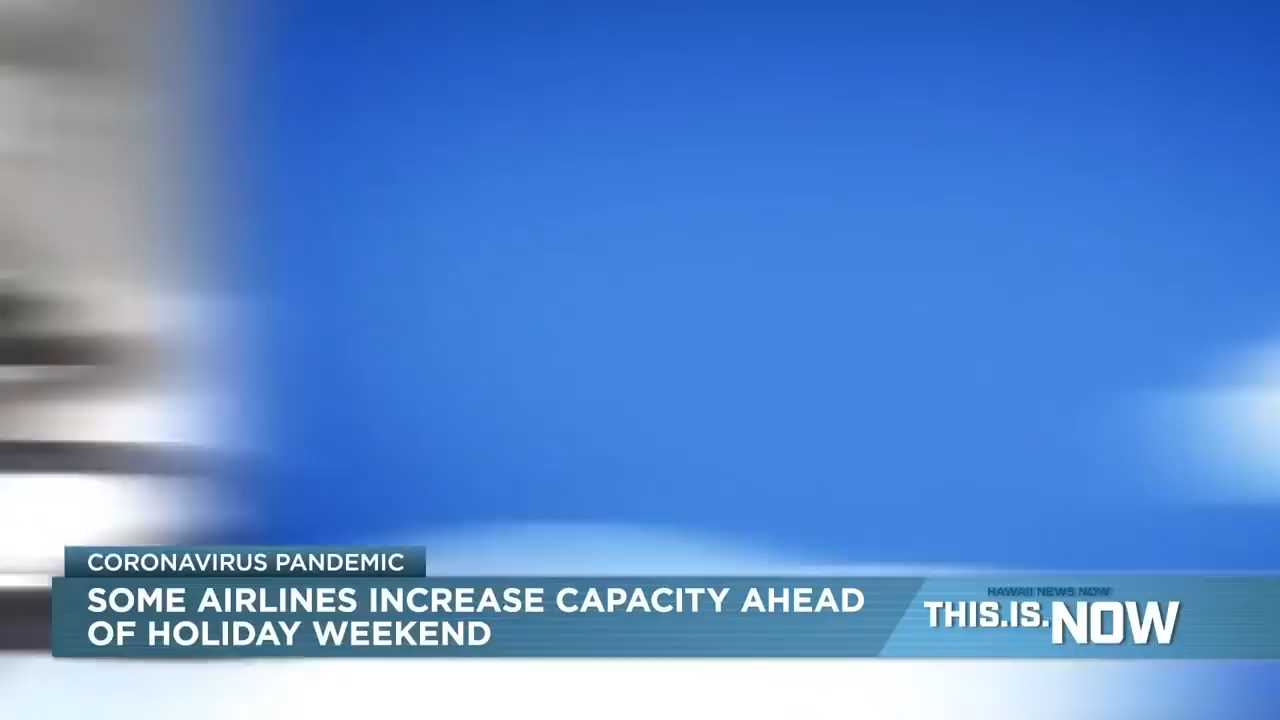 CORONAVIRUS PANDEMIC
SOME AIRLINES INCREASE CAPACITY AHEAD
OF HOLIDAY WEEKEND
HAWAII NEWS NOW
THIS.IS.NOW